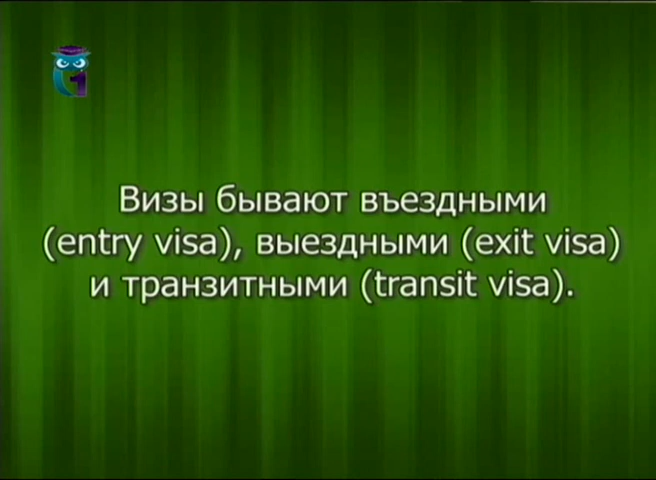 Визы бывают въездными
(entry visa), выездными (exit visa)
и транзитными (transit visa).